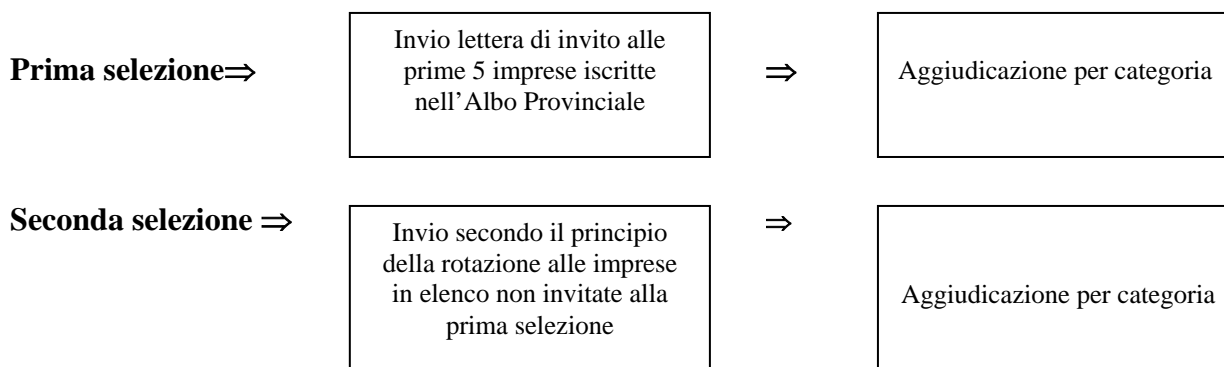 Prima selezione⇒
Invio lettera di invito alle
prime 5 imprese iscritte
nell’Albo Provinciale
⇒
Aggiudicazione per categoria
Seconda selezione ⇒
Invio secondo il principio
della rotazione alle imprese
in elenco non invitate alla
prima selezione
⇒
Aggiudicazione per categoria